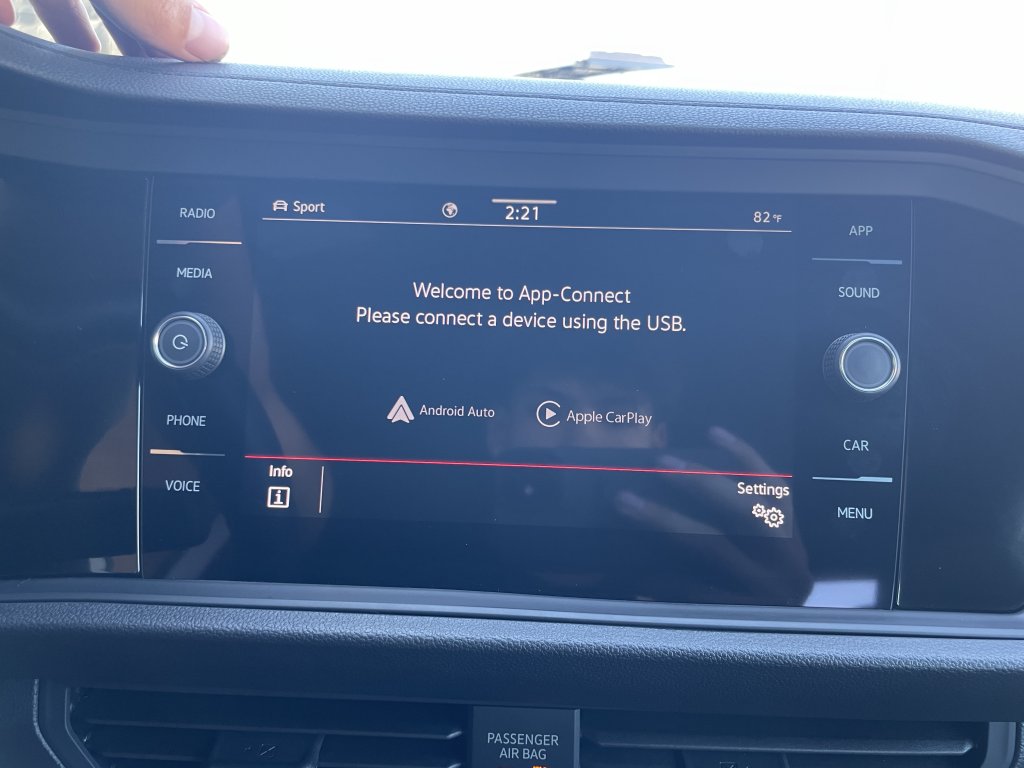 RADIO
MEDIA
PHONE
VOICE
Sport
2:21
82°F
Welcome to App-Connect
Please connect a device using the USB.
Android Auto
Apple CarPlay
Info
Settings
APP
SOUND
CAR
MENU
PASSENGER
AIR BAG